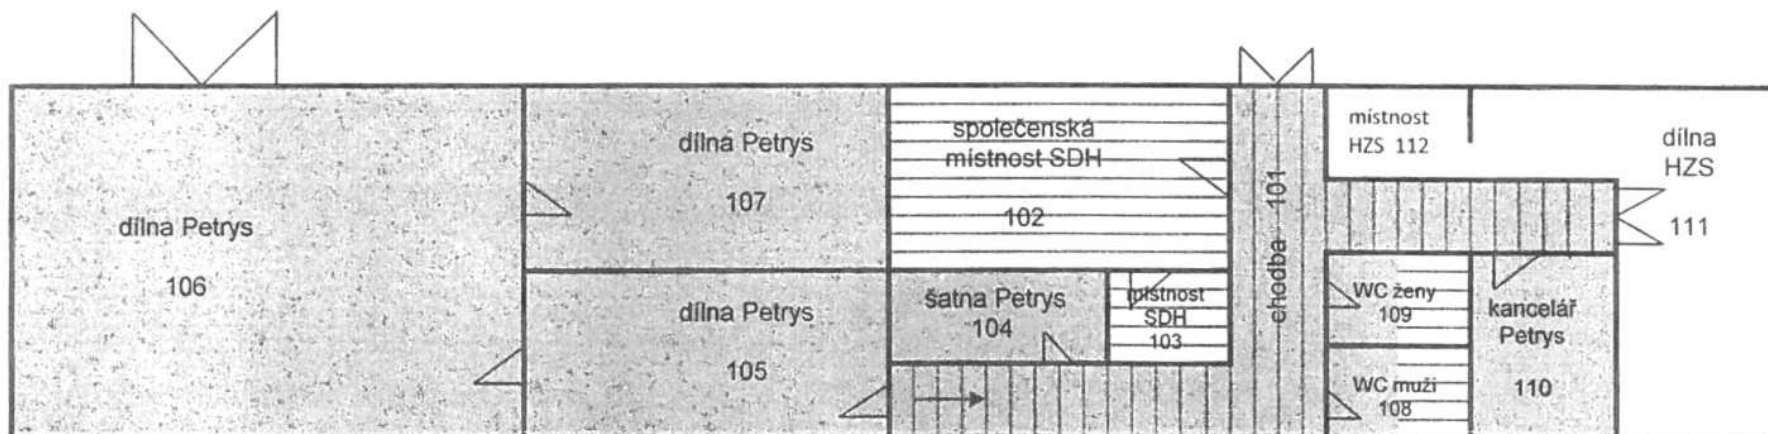 dílna Petrys
106
dílna Petrys
107
dílna Petrys
105
společenská
místnost SDH
102
šatna Petrys
104
místnost
SDH
103
chodba 101
místnost
HZS 112
dílna
HZS
111
WC ženy
109
WC muži
108
kancelář
Petrys
110